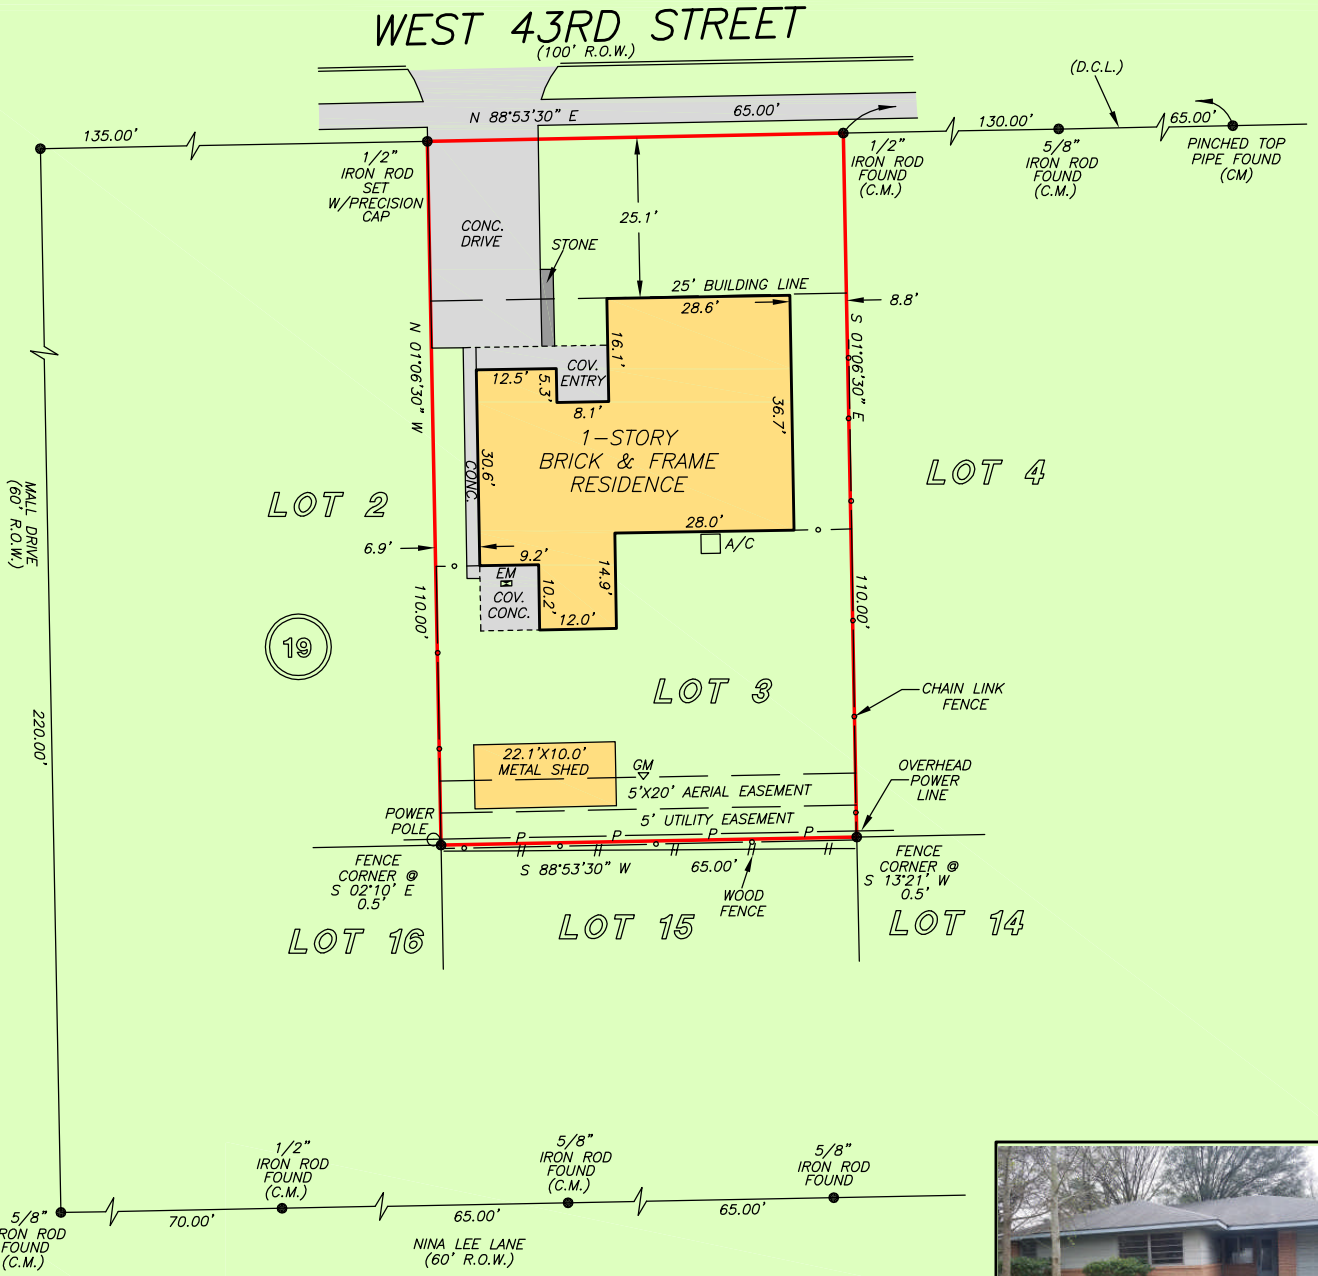 WEST 43RD STREET
(100' R.O.W.)
(D.C.L.)
135.00'
N 88°53'30" E
65.00'
130.00'
65.00'
1/2"
IRON ROD
SET
W/PRECISION
CAP
1/2"
IRON ROD
FOUND
(C.M.)
5/8"
IRON ROD
FOUND
(C.M.)
PINCHED TOP
PIPE FOUND
(CM)
CONC.
DRIVE
STONE
25.1'
25' BUILDING LINE
28.6'
8.8'
N 01°06'30" W
S 01°06'30" E
16.1'
COV.
ENTRY
12.5'
5.3'
8.1'
36.7'
1-STORY
BRICK & FRAME
RESIDENCE
30.6'
CONC.
LOT 2
LOT 4
MALL DRIVE
(60' R.O.W.)
28.0'
A/C
6.9'
9.2'
EM
COV.
CONC.
10.2'
14.9'
12.0'
110.00'
110.00'
19
LOT 3
CHAIN LINK
FENCE
220.00'
22.1'X10.0'
METAL SHED
GM
5'X20' AERIAL EASEMENT
5' UTILITY EASEMENT
OVERHEAD
POWER
LINE
POWER
POLE
P P P P
S 88°53'30" W
65.00'
FENCE
CORNER @
S 02°10' E
0.5'
WOOD
FENCE
FENCE
CORNER @
S 13°21' W
0.5'
LOT 16
LOT 15
LOT 14
5/8"
IRON ROD
FOUND
(C.M.)
70.00'
1/2"
IRON ROD
FOUND
(C.M.)
65.00'
5/8"
IRON ROD
FOUND
(C.M.)
65.00'
5/8"
IRON ROD
FOUND
NINA LEE LANE
(60' R.O.W.)